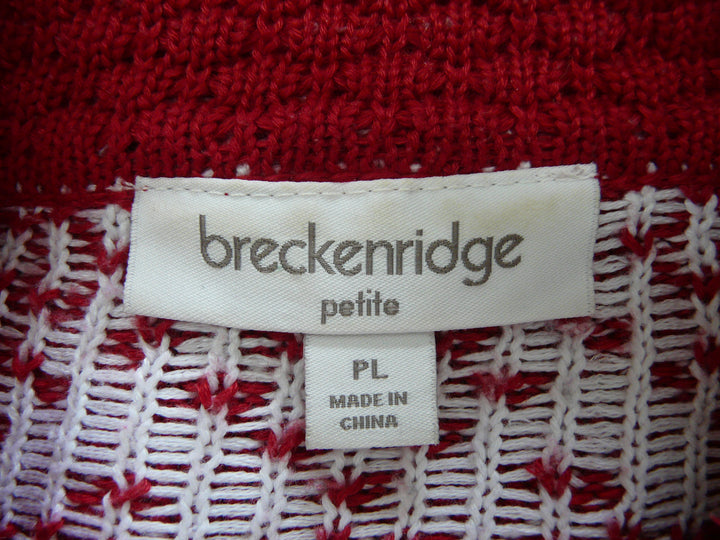 breckenridge
petite
PL
MADE IN
CHINA